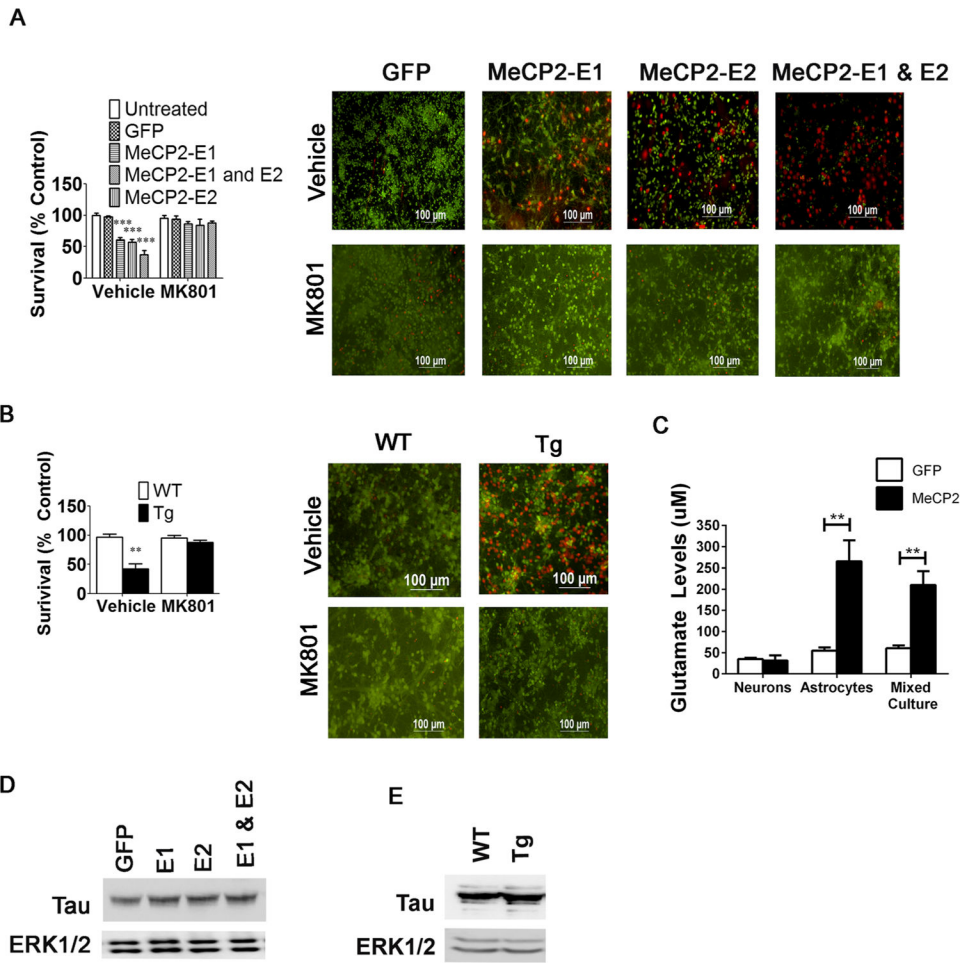 A
GFP MeCP2-E1 MeCP2-E2 MeCP2-E1 & E2
Untreated
GFP
MeCP2-E1
MeCP2-E1 and E2
MeCP2-E2
Survival (% Control)
150
100
50
0
*** *** ***
Vehicle MK801
Vehicle
100 µm 100 µm 100 µm 100 µm
MK801
100 µm 100 µm 100 µm 100 µm
B
WT Tg
WT
Tg
Surivival (% Control)
150
100
50
0
**
Vehicle MK801
Vehicle
100 µm 100 µm
MK801
100 µm 100 µm
C
GFP
MeCP2
Glutamate Levels (uM)
350
300
250
200
150
100
50
0
** **
Neurons Astrocytes Mixed
Culture
D
GFP E1 E2 E1 & E2
Tau
ERK1/2
E
WT Tg
Tau
ERK1/2